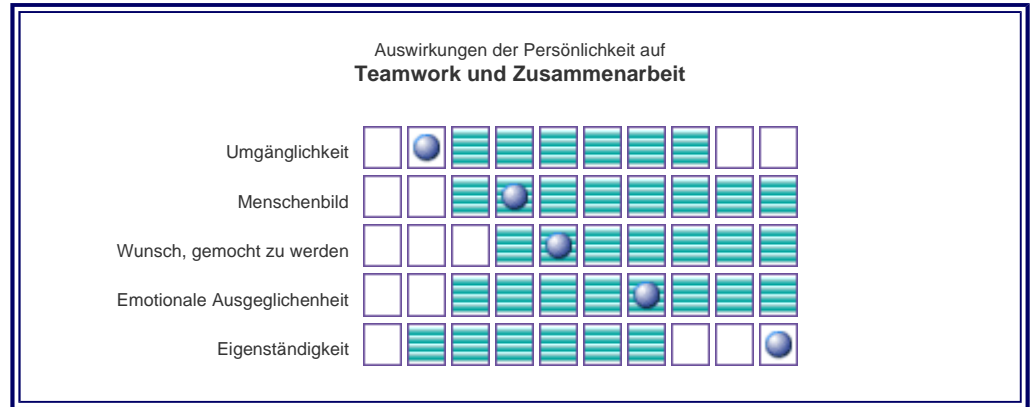 Auswirkungen der Persönlichkeit auf
Teamwork und Zusammenarbeit
Umgänglichkeit
Menschenbild
Wunsch, gemocht zu werden
Emotionale Ausgeglichenheit
Eigenständigkeit